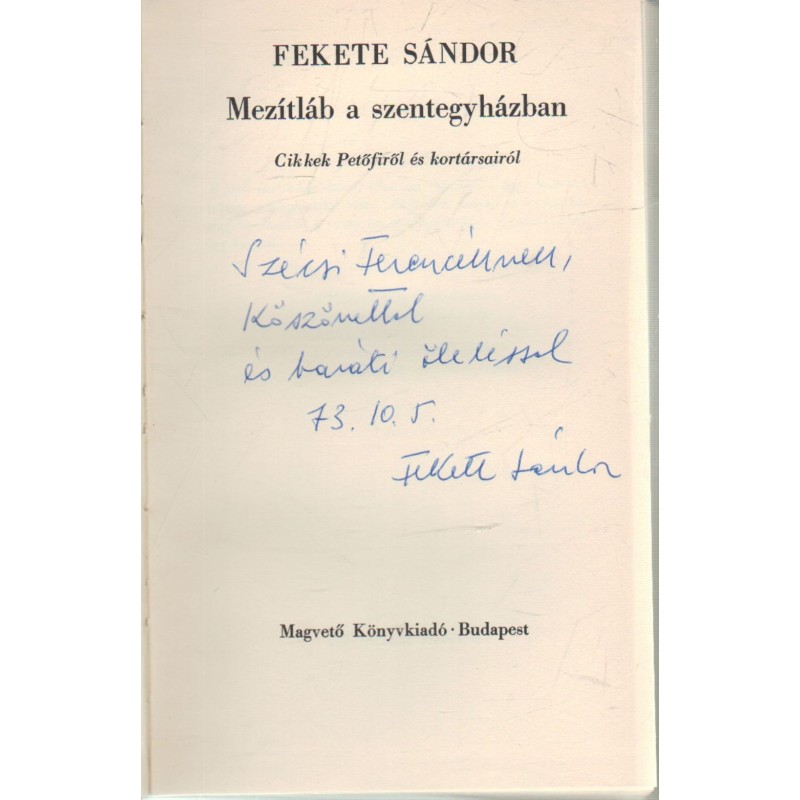 FEKETE SÁNDOR
Mezítláb a szentegyházban
Cikkek Petőfiről és kortársairól
Szécsi Ferencéknek,
Köszönettel
és baráti öleléssel
73. 10. 5.
Fekete Sándor
Magvető Könyvkiadó · Budapest